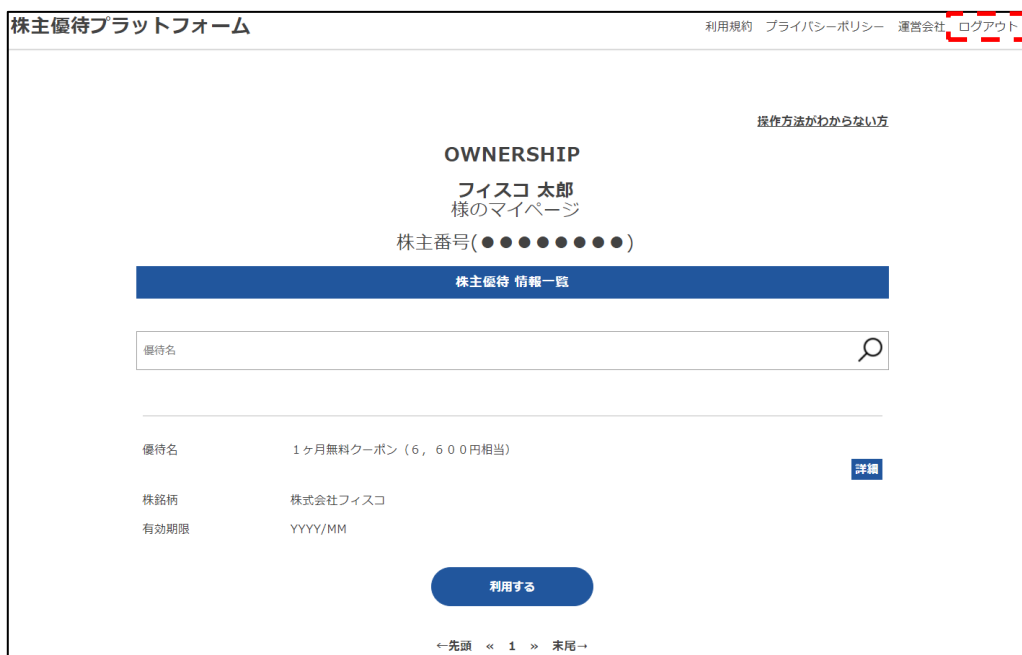 株主優待プラットフォーム
利用規約 プライバシーポリシー 運営会社 ログアウト
操作方法がわからない方
OWNERSHIP
フィスコ 太郎
様のマイページ
株主番号(●●●●●●●●)
株主優待 情報一覧
優待名
優待名 １ヶ月無料クーポン（６，６００円相当）
詳細
株銘柄 株式会社フィスコ
有効期限 YYYY/MM
利用する
←先頭 « 1 » 末尾→